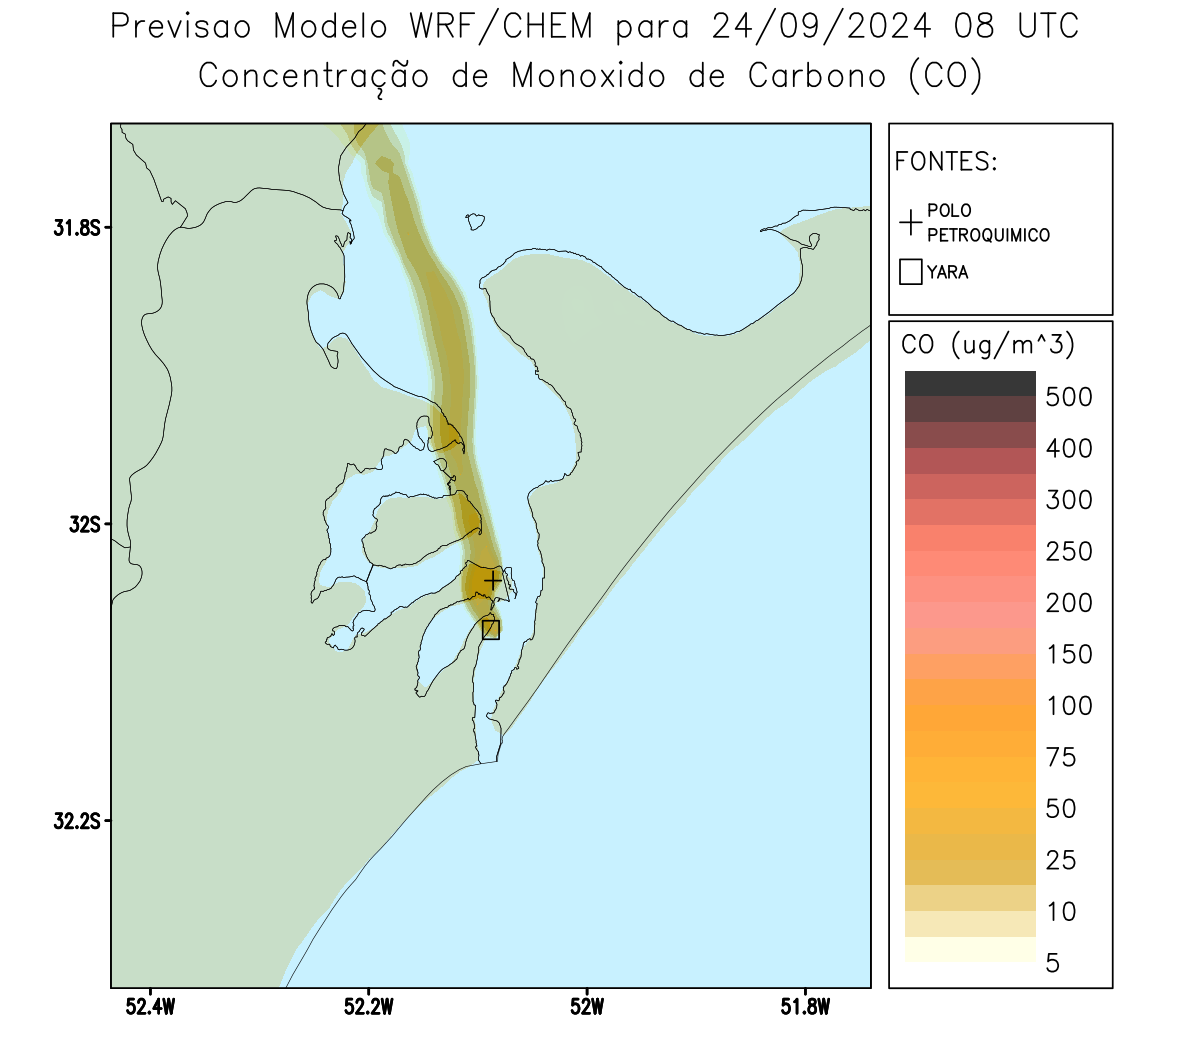 Previsao Modelo WRF/CHEM para 24/09/2024 08 UTC
Concentração de Monoxido de Carbono (CO)
FONTES:
POLO
PETROQUIMICO
YARA
CO (ug/m^3)
500
400
300
250
200
150
100
75
50
25
10
5
31.8S
32S
32.2S
52.4W
52.2W
52W
51.8W